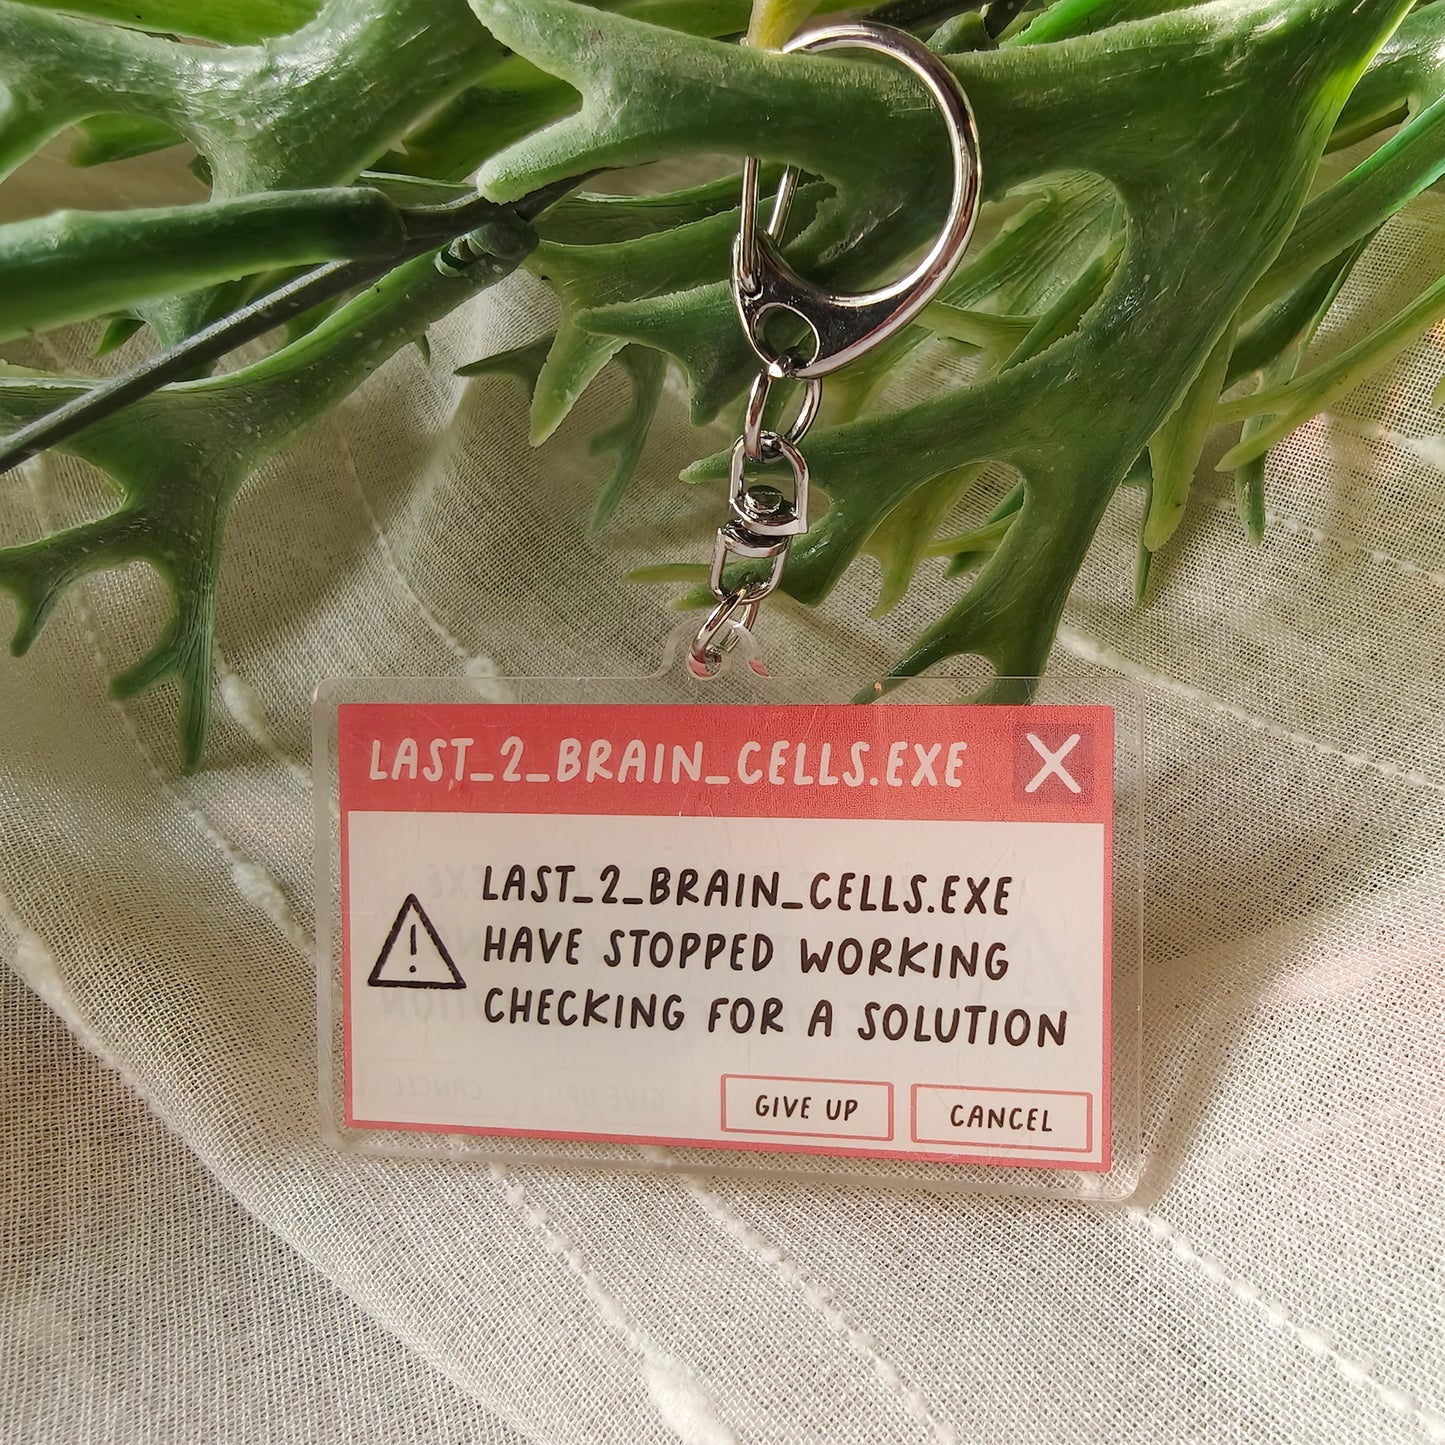 LAST_2_BRAIN_CELLS.EXE X
LAST_2_BRAIN_CELLS.EXE
HAVE STOPPED WORKING
CHECKING FOR A SOLUTION
GIVE UP CANCEL